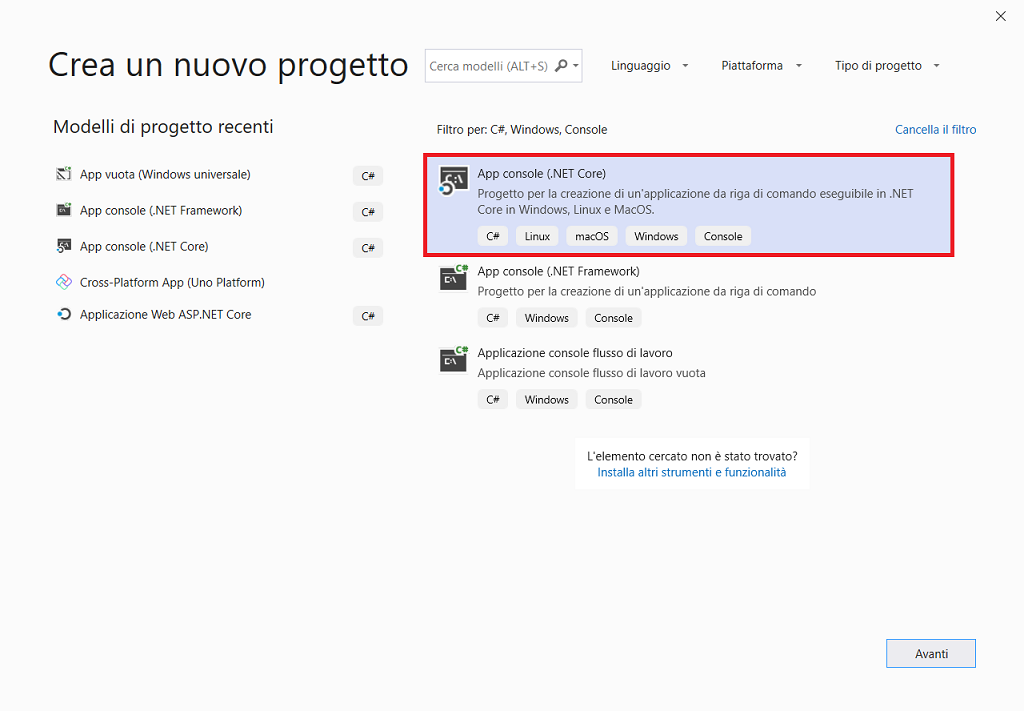 Crea un nuovo progetto
Cerca modelli (ALT+S)
Linguaggio
Piattaforma
Tipo di progetto
Modelli di progetto recenti
App vuota (Windows universale)
C#
App console (.NET Framework)
C#
App console (.NET Core)
C#
Cross-Platform App (Uno Platform)
Applicazione Web ASP.NET Core
C#
Filtro per: C#, Windows, Console
Cancella il filtro
App console (.NET Core)
Progetto per la creazione di un'applicazione da riga di comando eseguibile in .NET
Core in Windows, Linux e MacOS.
C# Linux macOS Windows Console
App console (.NET Framework)
Progetto per la creazione di un'applicazione da riga di comando
C# Windows Console
Applicazione console flusso di lavoro
Applicazione console flusso di lavoro vuota
C# Windows Console
L'elemento cercato non è stato trovato?
Installa altri strumenti e funzionalità
Avanti